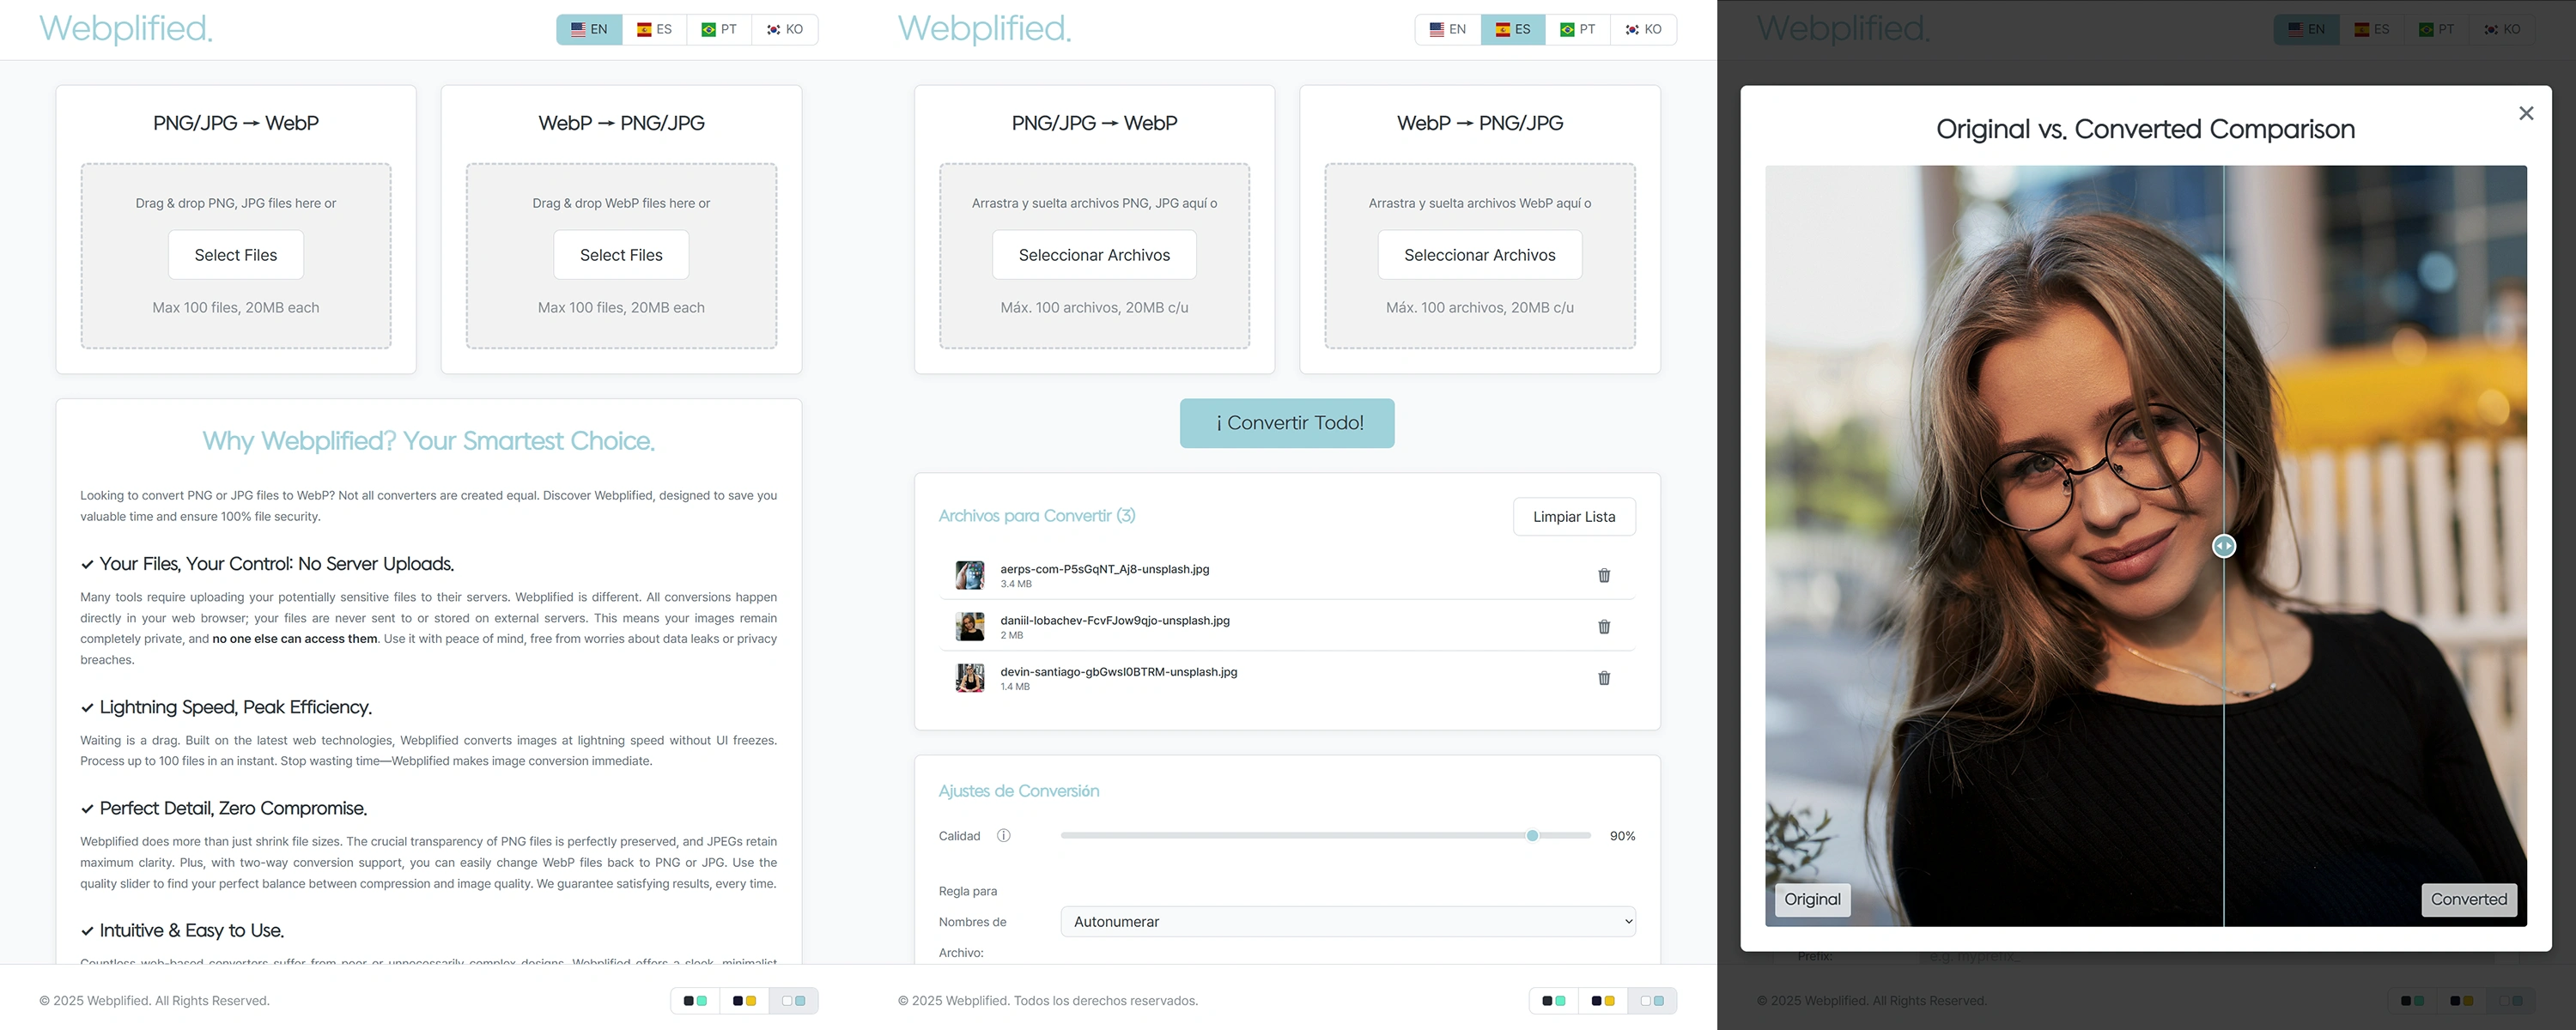 Webplified.
EN ES PT KO
PNG/JPG → WebP
Drag & drop PNG, JPG files here or
Select Files
Max 100 files, 20MB each
WebP → PNG/JPG
Drag & drop WebP files here or
Select Files
Max 100 files, 20MB each
Why Webplified? Your Smartest Choice.
Looking to convert PNG or JPG files to WebP? Not all converters are created equal. Discover Webplified, designed to save you
valuable time and ensure 100% file security.
✓ Your Files, Your Control: No Server Uploads.
Many tools require uploading your potentially sensitive files to their servers. Webplified is different. All conversions happen
directly in your web browser; your files are never sent to or stored on external servers. This means your images remain
completely private, and no one else can access them. Use it with peace of mind, free from worries about data leaks or privacy
breaches.
✓ Lightning Speed, Peak Efficiency.
Waiting is a drag. Built on the latest web technologies, Webplified converts images at lightning speed without UI freezes.
Process up to 100 files in an instant. Stop wasting time—Webplified makes image conversion immediate.
✓ Perfect Detail, Zero Compromise.
Webplified does more than just shrink file sizes. The crucial transparency of PNG files is perfectly preserved, and JPEGs retain
maximum clarity. Plus, with two-way conversion support, you can easily change WebP files back to PNG or JPG. Use the
quality slider to find your perfect balance between compression and image quality. We guarantee satisfying results, every time.
✓ Intuitive & Easy to Use.
Countless web-based converters suffer from poor or unnecessarily complex designs. Webplified offers a sleek, minimalist
© 2025 Webplified. All Rights Reserved.
Webplified.
EN ES PT KO
PNG/JPG → WebP
Arrastra y suelta archivos PNG, JPG aquí o
Seleccionar Archivos
Máx. 100 archivos, 20MB c/u
WebP → PNG/JPG
Arrastra y suelta archivos WebP aquí o
Seleccionar Archivos
Máx. 100 archivos, 20MB c/u
¡ Convertir Todo!
Archivos para Convertir (3)
Limpiar Lista
aerps-com-P5sGqNT_Aj8-unsplash.jpg
3.4 MB
daniil-lobachev-FcvFJow9qjo-unsplash.jpg
2 MB
devin-santiago-gbGwsI0BTRM-unsplash.jpg
1.4 MB
Ajustes de Conversión
Calidad
90%
Regla para
Nombres de
Archivo:
Autonumerar
© 2025 Webplified. Todos los derechos reservados.
Webplified.
EN ES PT KO
Original vs. Converted Comparison
Original
Converted
Prefix:
e.g. myprefix_
© 2025 Webplified. All Rights Reserved.